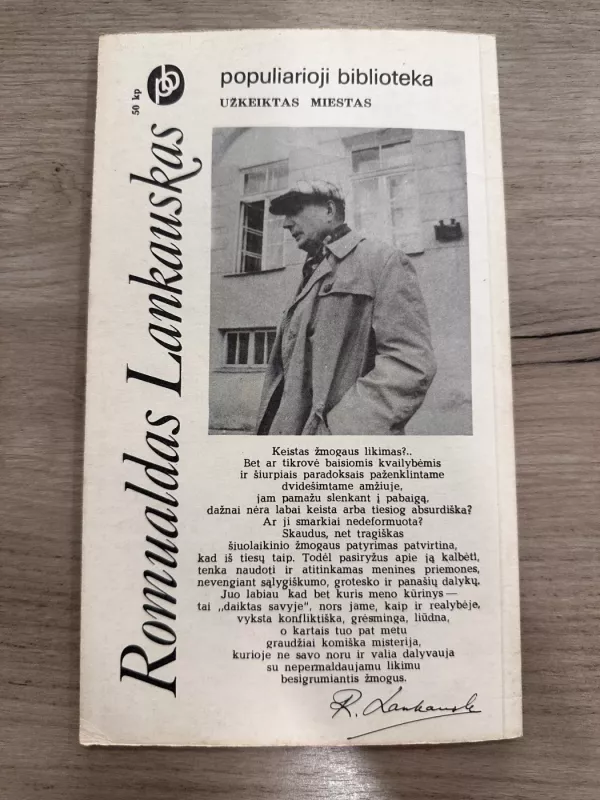 populiarioji biblioteka
UŽKEIKTAS MIESTAS
50 kp
Romualdas Lankauskas
Keistas žmogaus likimas?..
Bet ar tikrovė baisiomis kvailybėmis
ir šiurpiais paradoksais paženklintame
dvidešimtame amžiuje,
jam pamažu slenkant į pabaigą,
dažnai nėra labai keista arba tiesiog absurdiška?
Ar ji smarkiai nedeformuota?
Skaudus, net tragiškas
šiuolaikinio žmogaus patyrimas patvirtina,
kad iš tiesų taip. Todėl pasiryžus apie ją kalbėti,
tenka naudoti ir atitinkamas menines priemones,
nevengiant sąlygiškumo, grotesko ir panašių dalykų.
Juo labiau kad bet kuris meno kūrinys —
tai „daiktas savyje", nors jame, kaip ir realybėje,
vyksta konfliktiška, grėsminga, liūdna,
o kartais tuo pat metu
graudžiai komiška misterija,
kurioje ne savo noru ir valia dalyvauja
su nepermaldaujamu likimu
besigrumiantis žmogus.
R. Lankausk